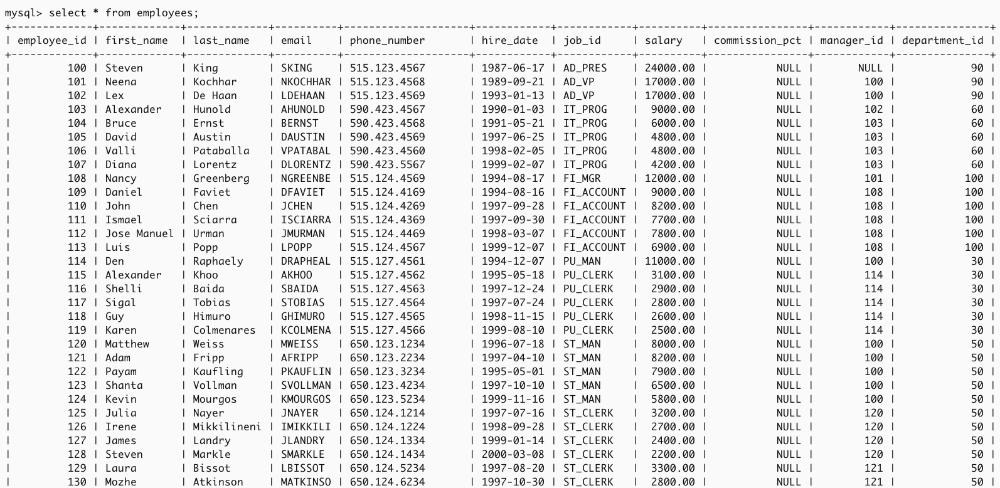 mysql> select * from employees;
+-------------+-------------+-------------+----------+--------------------+------------+------------+----------+----------------+------------+---------------+
| employee_id | first_name  | last_name   | email    | phone_number       | hire_date  | job_id     | salary   | commission_pct | manager_id | department_id |
+-------------+-------------+-------------+----------+--------------------+------------+------------+----------+----------------+------------+---------------+
|         100 | Steven      | King        | SKING    | 515.123.4567       | 1987-06-17 | AD_PRES    | 24000.00 |           NULL |       NULL |            90 |
|         101 | Neena       | Kochhar     | NKOCHHAR | 515.123.4568       | 1989-09-21 | AD_VP      | 17000.00 |           NULL |        100 |            90 |
|         102 | Lex         | De Haan     | LDEHAAN  | 515.123.4569       | 1993-01-13 | AD_VP      | 17000.00 |           NULL |        100 |            90 |
|         103 | Alexander   | Hunold      | AHUNOLD  | 590.423.4567       | 1990-01-03 | IT_PROG    |  9000.00 |           NULL |        102 |            60 |
|         104 | Bruce       | Ernst       | BERNST   | 590.423.4568       | 1991-05-21 | IT_PROG    |  6000.00 |           NULL |        103 |            60 |
|         105 | David       | Austin      | DAUSTIN  | 590.423.4569       | 1997-06-25 | IT_PROG    |  4800.00 |           NULL |        103 |            60 |
|         106 | Valli       | Pataballa   | VPATABAL | 590.423.4560       | 1998-02-05 | IT_PROG    |  4800.00 |           NULL |        103 |            60 |
|         107 | Diana       | Lorentz     | DLORENTZ | 590.423.5567       | 1999-02-07 | IT_PROG    |  4200.00 |           NULL |        103 |            60 |
|         108 | Nancy       | Greenberg   | NGREENBE | 515.124.4569       | 1994-08-17 | FI_MGR     | 12000.00 |           NULL |        101 |           100 |
|         109 | Daniel      | Faviet      | DFAVIET  | 515.124.4169       | 1994-08-16 | FI_ACCOUNT |  9000.00 |           NULL |        108 |           100 |
|         110 | John        | Chen        | JCHEN    | 515.124.4269       | 1997-09-28 | FI_ACCOUNT |  8200.00 |           NULL |        108 |           100 |
|         111 | Ismael      | Sciarra     | ISCIARRA | 515.124.4369       | 1997-09-30 | FI_ACCOUNT |  7700.00 |           NULL |        108 |           100 |
|         112 | Jose Manuel | Urman       | JMURMAN  | 515.124.4469       | 1998-03-07 | FI_ACCOUNT |  7800.00 |           NULL |        108 |           100 |
|         113 | Luis        | Popp        | LPOPP    | 515.124.4567       | 1999-12-07 | FI_ACCOUNT |  6900.00 |           NULL |        108 |           100 |
|         114 | Den         | Raphaely    | DRAPHEAL | 515.127.4561       | 1994-12-07 | PU_MAN     | 11000.00 |           NULL |        100 |            30 |
|         115 | Alexander   | Khoo        | AKHOO    | 515.127.4562       | 1995-05-18 | PU_CLERK   |  3100.00 |           NULL |        114 |            30 |
|         116 | Shelli      | Baida       | SBAIDA   | 515.127.4563       | 1997-12-24 | PU_CLERK   |  2900.00 |           NULL |        114 |            30 |
|         117 | Sigal       | Tobias      | STOBIAS  | 515.127.4564       | 1997-07-24 | PU_CLERK   |  2800.00 |           NULL |        114 |            30 |
|         118 | Guy         | Himuro      | GHIMURO  | 515.127.4565       | 1998-11-15 | PU_CLERK   |  2600.00 |           NULL |        114 |            30 |
|         119 | Karen       | Colmenares  | KCOLMENA | 515.127.4566       | 1999-08-10 | PU_CLERK   |  2500.00 |           NULL |        114 |            30 |
|         120 | Matthew     | Weiss       | MWEISS   | 650.123.1234       | 1996-07-18 | ST_MAN     |  8000.00 |           NULL |        100 |            50 |
|         121 | Adam        | Fripp       | AFRIPP   | 650.123.2234       | 1997-04-10 | ST_MAN     |  8200.00 |           NULL |        100 |            50 |
|         122 | Payam       | Kaufling    | PKAUFLIN | 650.123.3234       | 1995-05-01 | ST_MAN     |  7900.00 |           NULL |        100 |            50 |
|         123 | Shanta      | Vollman     | SVOLLMAN | 650.123.4234       | 1997-10-10 | ST_MAN     |  6500.00 |           NULL |        100 |            50 |
|         124 | Kevin       | Mourgos     | KMOURGOS | 650.123.5234       | 1999-11-16 | ST_MAN     |  5800.00 |           NULL |        100 |            50 |
|         125 | Julia       | Nayer       | JNAYER   | 650.124.1214       | 1997-07-16 | ST_CLERK   |  3200.00 |           NULL |        120 |            50 |
|         126 | Irene       | Mikkilineni | IMIKKILI | 650.124.1224       | 1998-09-28 | ST_CLERK   |  2700.00 |           NULL |        120 |            50 |
|         127 | James       | Landry      | JLANDRY  | 650.124.1334       | 1999-01-14 | ST_CLERK   |  2400.00 |           NULL |        120 |            50 |
|         128 | Steven      | Markle      | SMARKLE  | 650.124.1434       | 2000-03-08 | ST_CLERK   |  2200.00 |           NULL |        120 |            50 |
|         129 | Laura       | Bissot      | LBISSOT  | 650.124.5234       | 1997-08-20 | ST_CLERK   |  3300.00 |           NULL |        121 |            50 |
|         130 | Mozhe       | Atkinson    | MATKINSO | 650.124.6234       | 1997-10-30 | ST_CLERK   |  2800.00 |           NULL |        121 |            50 |